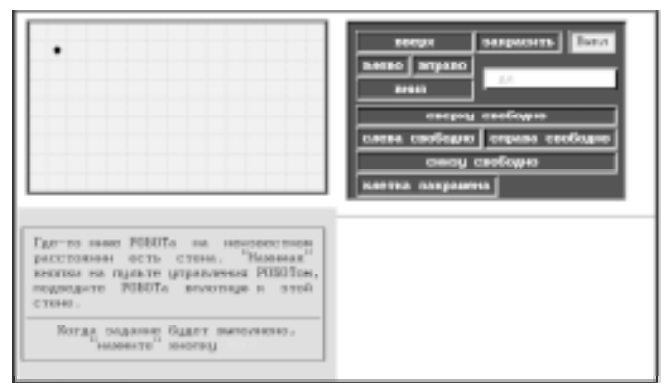 вверх закрасить Выкл
влево вправо
да
вниз
сверху свободно
слева свободно справа свободно
снизу свободно
клетка закрашена
Где-то ниже РОБОТа на неизвестном
расстоянии есть стена. "Нажимая"
кнопки на пульте управления РОБОТом,
подведите РОБОТа вплотную к этой
стене.
Когда задание будет выполнено,
"нажмите" кнопку